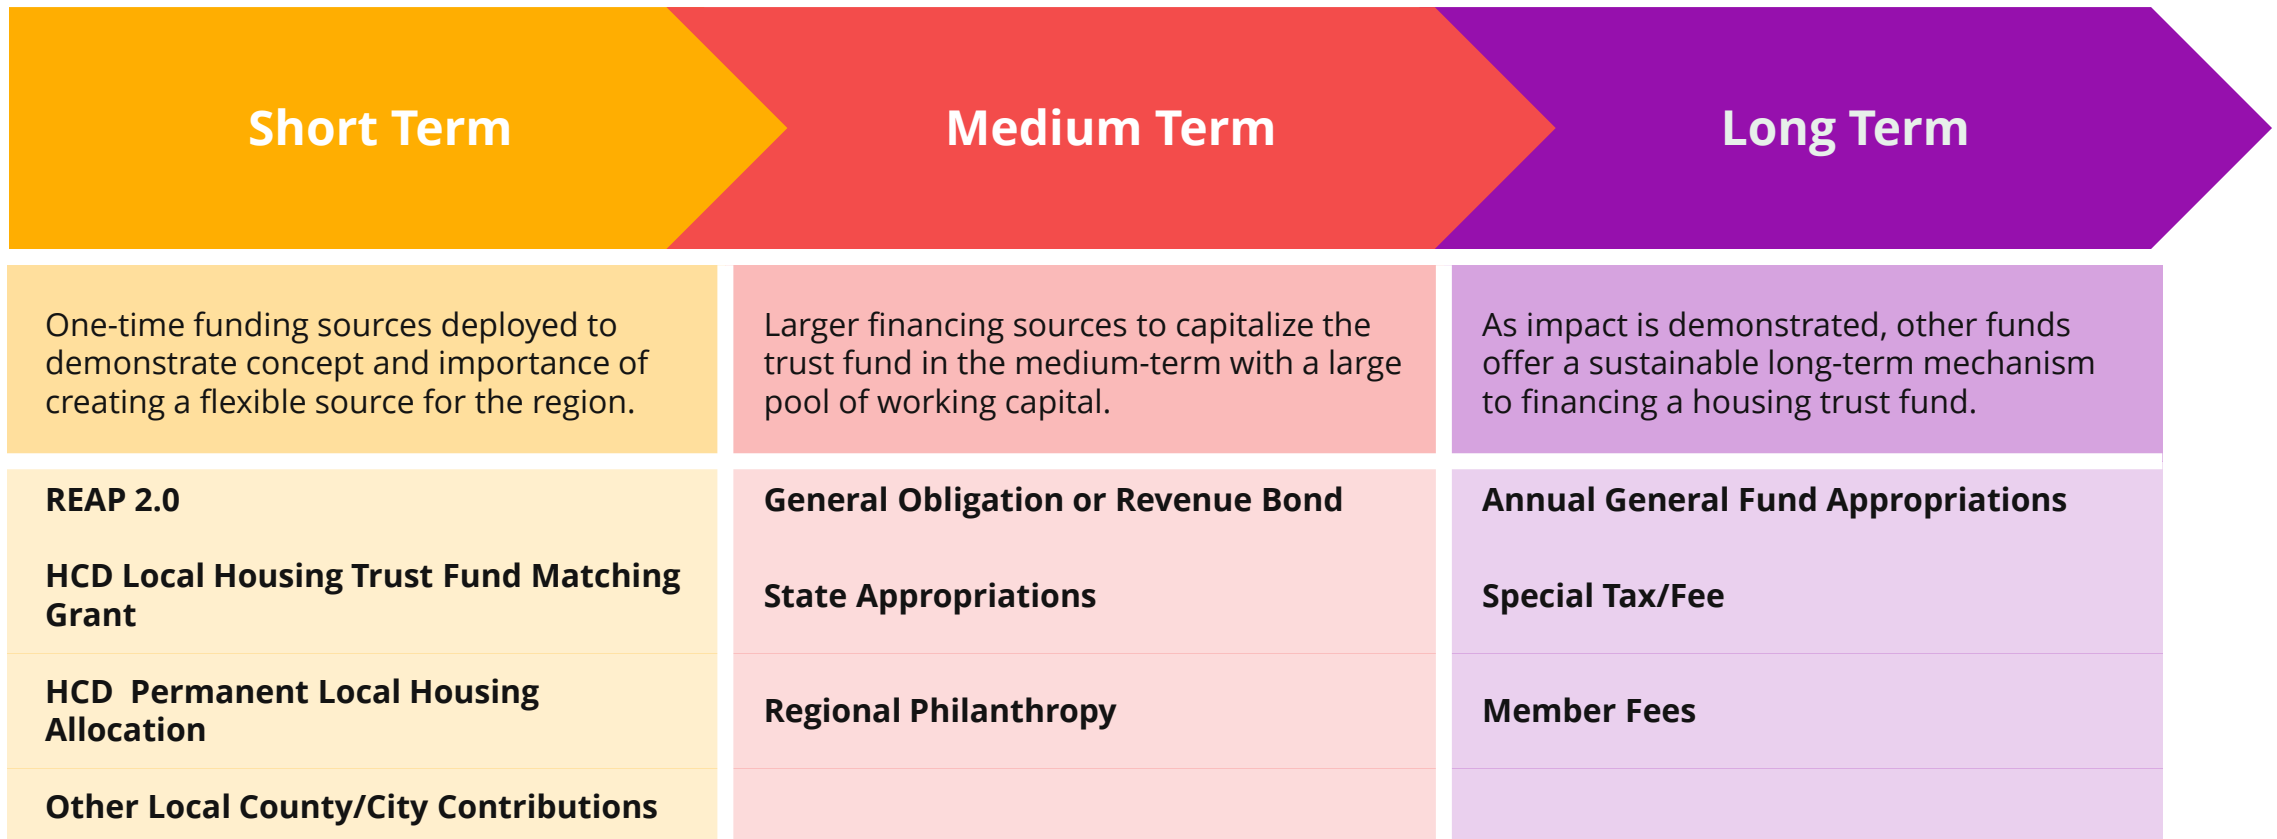 Short Term
Medium Term
Long Term
One-time funding sources deployed to
demonstrate concept and importance of
creating a flexible source for the region.
Larger financing sources to capitalize the
trust fund in the medium-term with a large
pool of working capital.
As impact is demonstrated, other funds
offer a sustainable long-term mechanism
to financing a housing trust fund.
REAP 2.0
General Obligation or Revenue Bond
Annual General Fund Appropriations
HCD Local Housing Trust Fund Matching
Grant
State Appropriations
Special Tax/Fee
HCD  Permanent Local Housing
Allocation
Regional Philanthropy
Member Fees
Other Local County/City Contributions